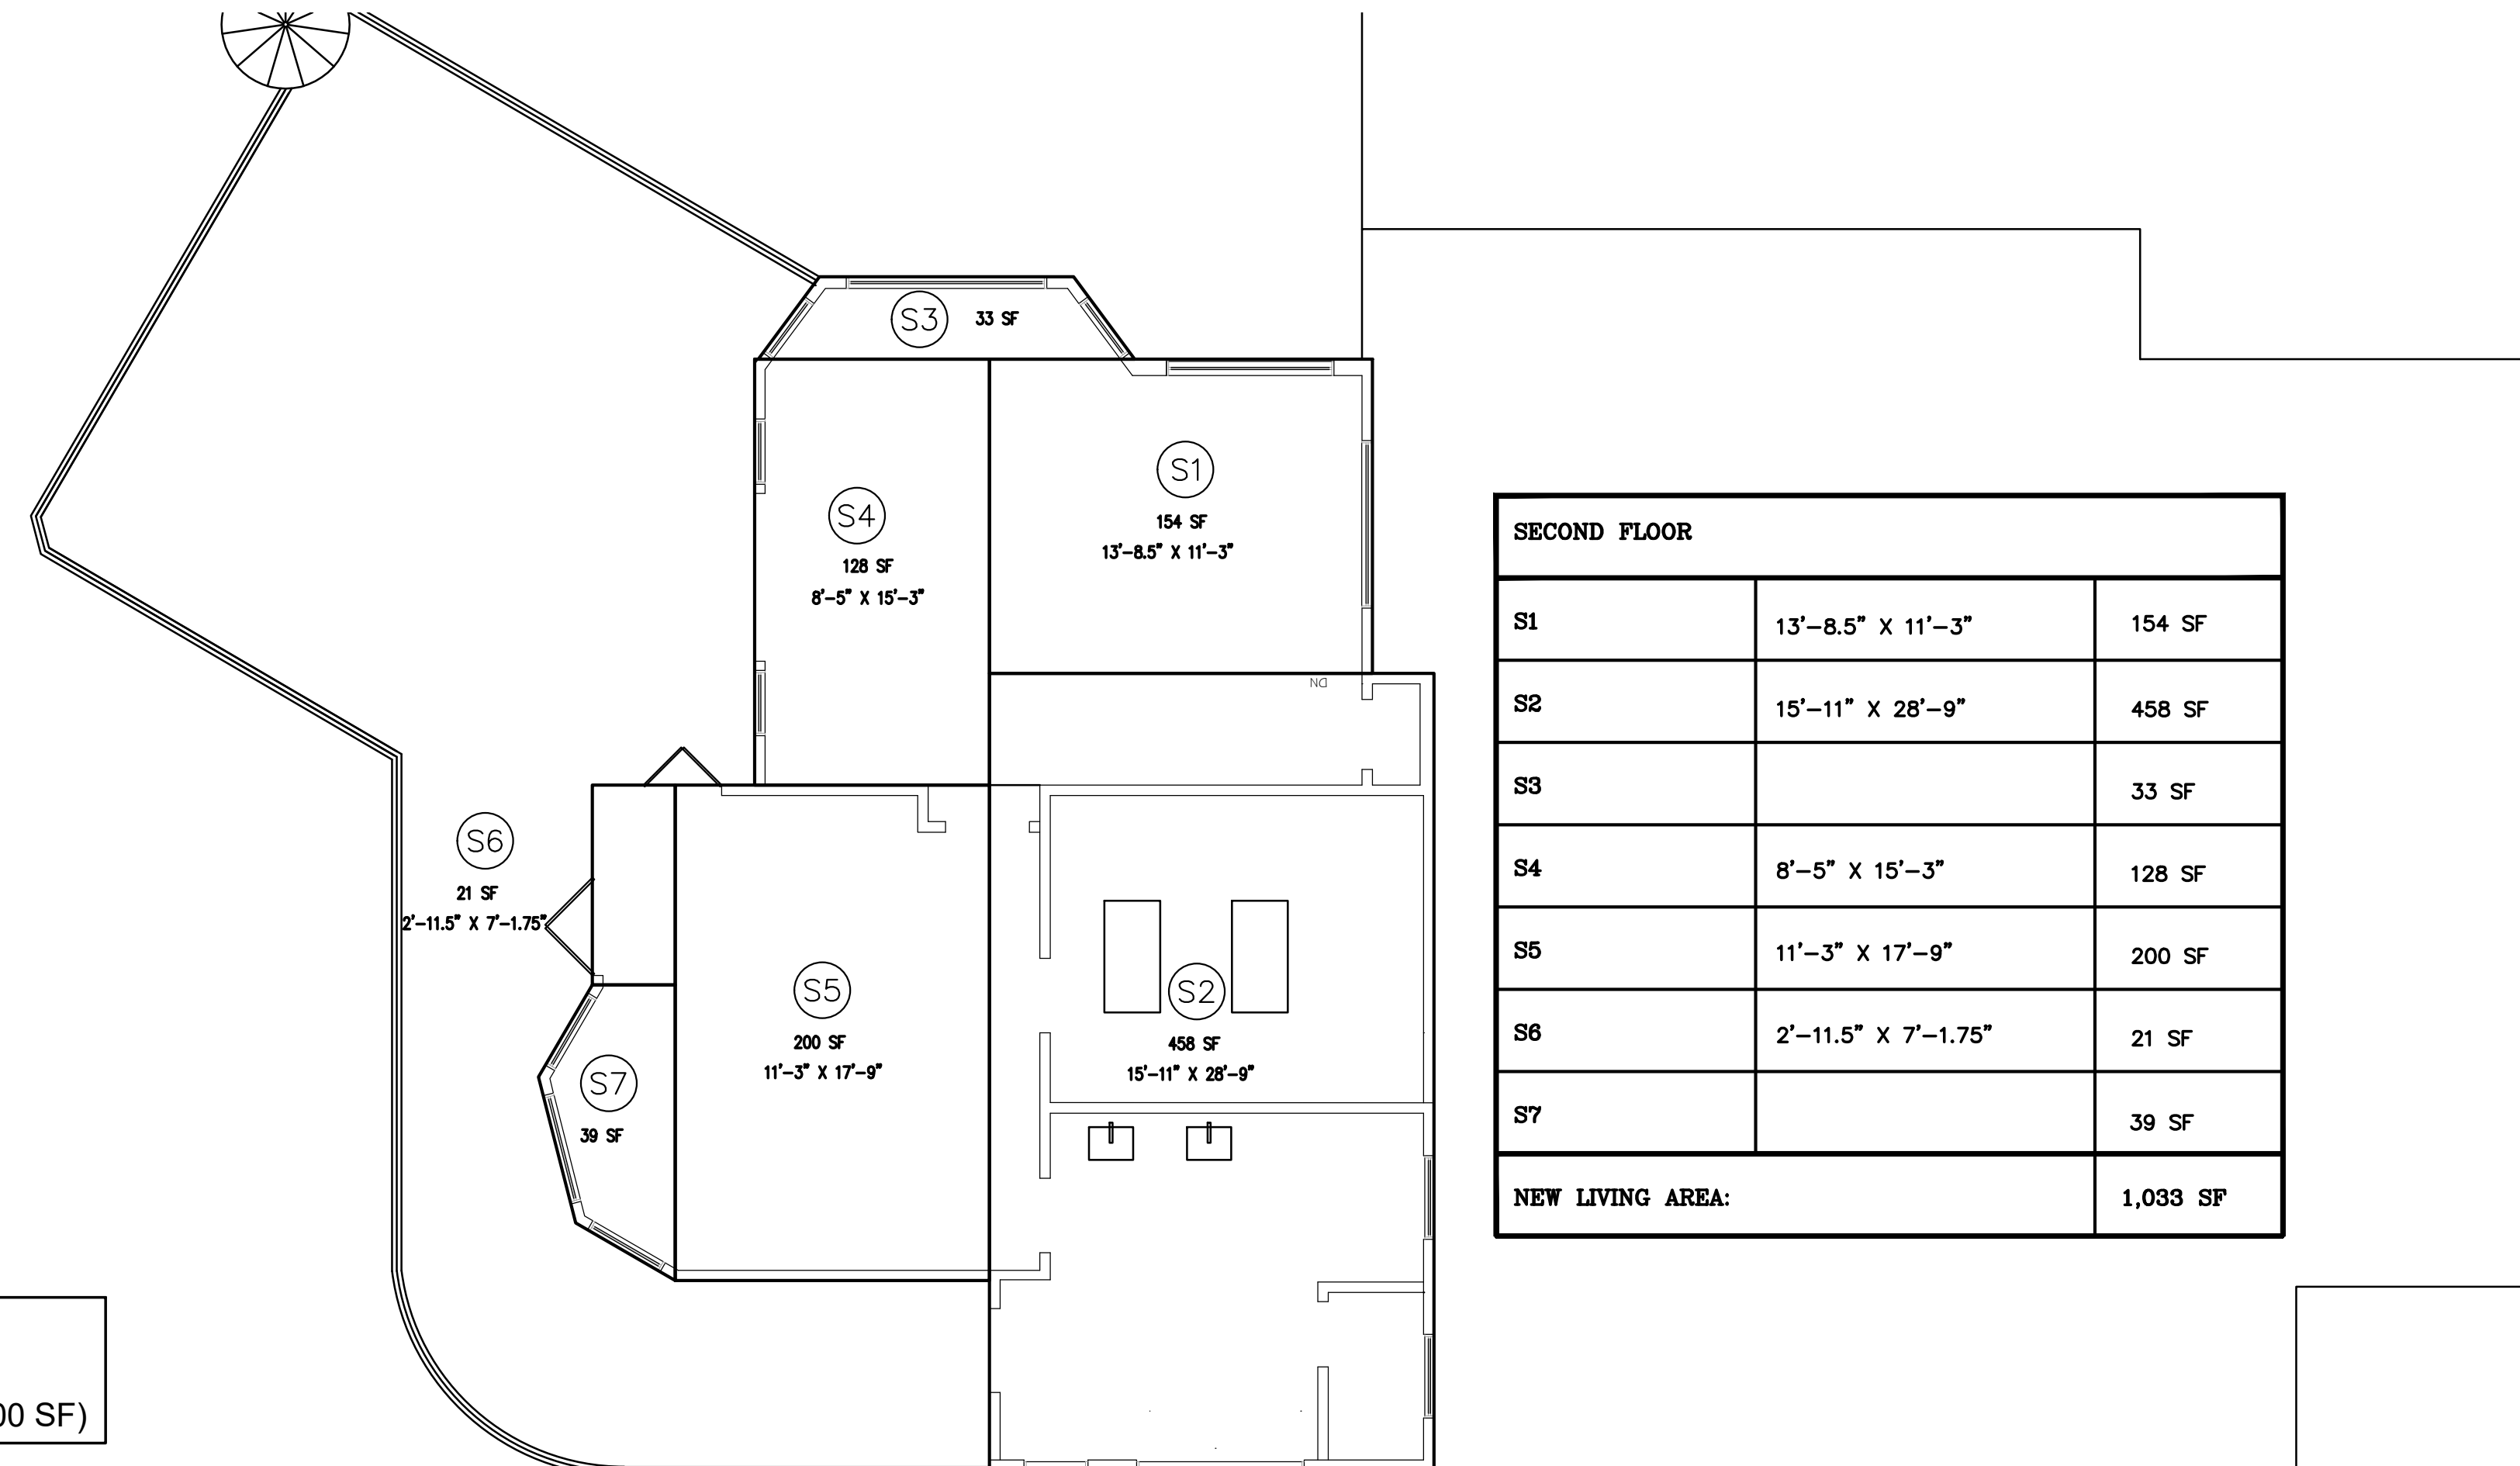 S3 33 SF
S1
154 SF
13'-8.5" X 11'-3"
S4
128 SF
8'-5" X 15'-3"
DN
S6
21 SF
2'-11.5" X 7'-1.75"
S5
200 SF
11'-3" X 17'-9"
S2
458 SF
15'-11" X 28'-9"
S7
39 SF
SECOND FLOOR
S1 13'-8.5" X 11'-3" 154 SF
S2 15'-11" X 28'-9" 458 SF
S3 33 SF
S4 8'-5" X 15'-3" 128 SF
S5 11'-3" X 17'-9" 200 SF
S6 2'-11.5" X 7'-1.75" 21 SF
S7 39 SF
NEW LIVING AREA: 1,033 SF
00 SF)